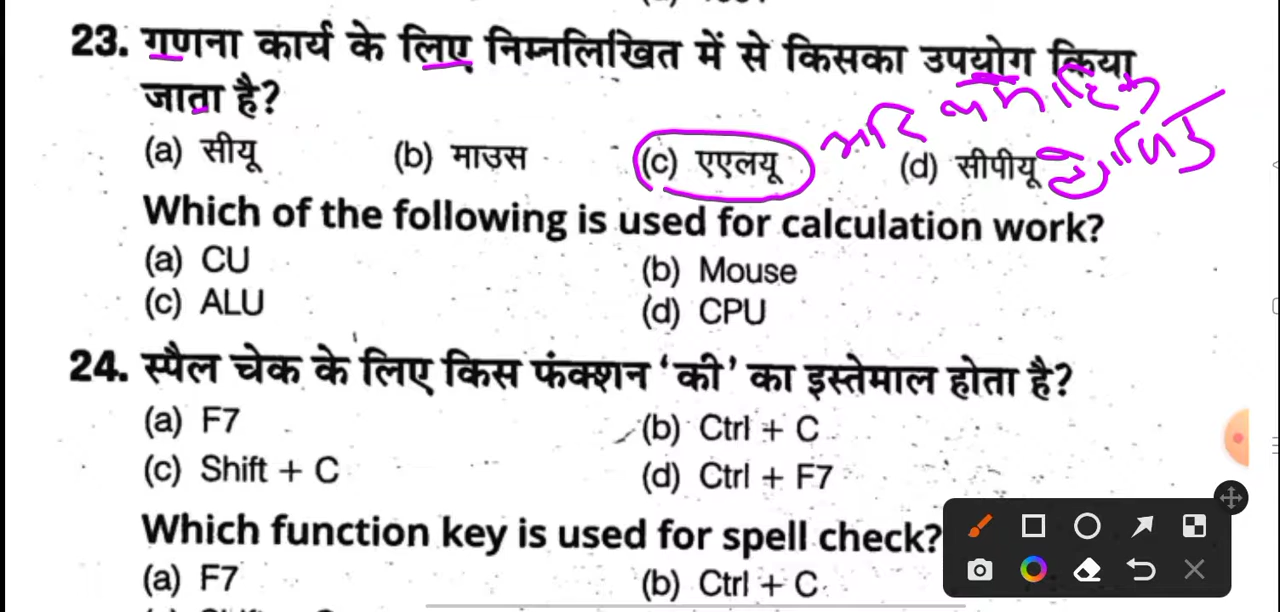 23. गणना कार्य के लिए निम्नलिखित में से किसका उपयोग किया
जाता है?
(a) सीयू (b) माउस (c) एएलयू (d) सीपीयू
Which of the following is used for calculation work?
(a) CU (b) Mouse
(c) ALU (d) CPU
24. स्पैल चेक के लिए किस फंक्शन ‘की’ का इस्तेमाल होता है?
(a) F7 (b) Ctrl + C
(c) Shift + C (d) Ctrl + F7
Which function key is used for spell check?
(a) F7 (b) Ctrl + C